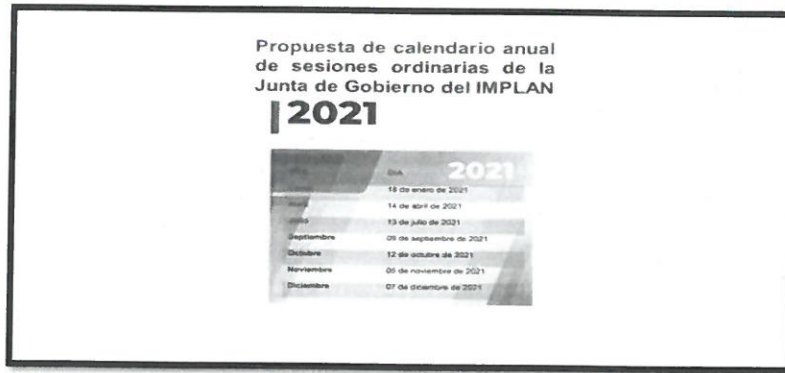 Propuesta de calendario anual
de sesiones ordinarias de la
Junta de Gobierno del IMPLAN
2021
2021
DIA
18 de enero de 2021
14 de abril de 2021
13 de julio de 2021
Septiembre 09 de septiembre de 2021
Octubre 12 de octubre de 2021
Noviembre 05 de noviembre de 2021
Diciembre 07 de diciembre de 2021